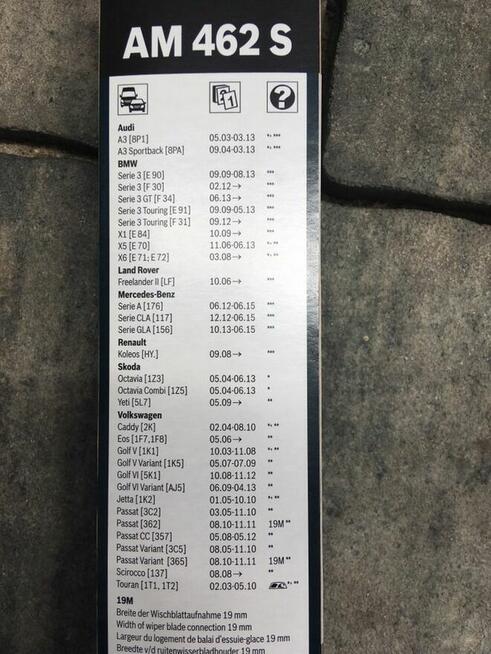 AM 462 S
Audi
A3 [8P1] 05.03-03.13 *, ***
A3 Sportback [8PA] 09.04-03.13 *, ***
BMW
Serie 3 [E 90] 09.09-08.13 ***
Serie 3 [F 30] 02.12→ ***
Serie 3 GT [F 34] 06.13→ ***
Serie 3 Touring [E 91] 09.09-05.13 ***
Serie 3 Touring [F 31] 09.12→ ***
X1 [E 84] 10.09→ ***
X5 [E 70] 11.06-06.13 *, **
X6 [E 71; E 72] 03.08→ *, **
Land Rover
Freelander II [LF] 10.06→ ***
Mercedes-Benz
Serie A [176] 06.12-06.15 ***
Serie CLA [117] 12.12-06.15 ***
Serie GLA [156] 10.13-06.15 ***
Renault
Koleos [HY.] 09.08→ ***
Skoda
Octavia [1Z3] 05.04-06.13 *
Octavia Combi [1Z5] 05.04-06.13 *
Yeti [5L7] 05.09→ **
Volkswagen
Caddy [2K] 02.04-08.10 *, **
Eos [1F7,1F8] 05.06→ **
Golf V [1K1] 10.03-11.08 *, **
Golf V Variant [1K5] 05.07-07.09 **
Golf VI [5K1] 10.08-11.12 **
Golf VI Variant [AJ5] 06.09-04.13 **
Jetta [1K2] 01.05-10.10 *, **
Passat [3C2] 03.05-11.10 **
Passat [362] 08.10-11.11 19M **
Passat CC [357] 05.08-05.12 **
Passat Variant [3C5] 08.05-11.10 **
Passat Variant [365] 08.10-11.11 19M **
Scirocco [137] 08.08→ **
Touran [1T1, 1T2] 02.03-05.10 *, **
19M
Breite der Wischblattaufnahme 19 mm
Width of wiper blade connection 19 mm
Largeur du logement de balai d'essuie-glace 19 mm
Breedte v/d ruitenwisserbladhouder 19 mm